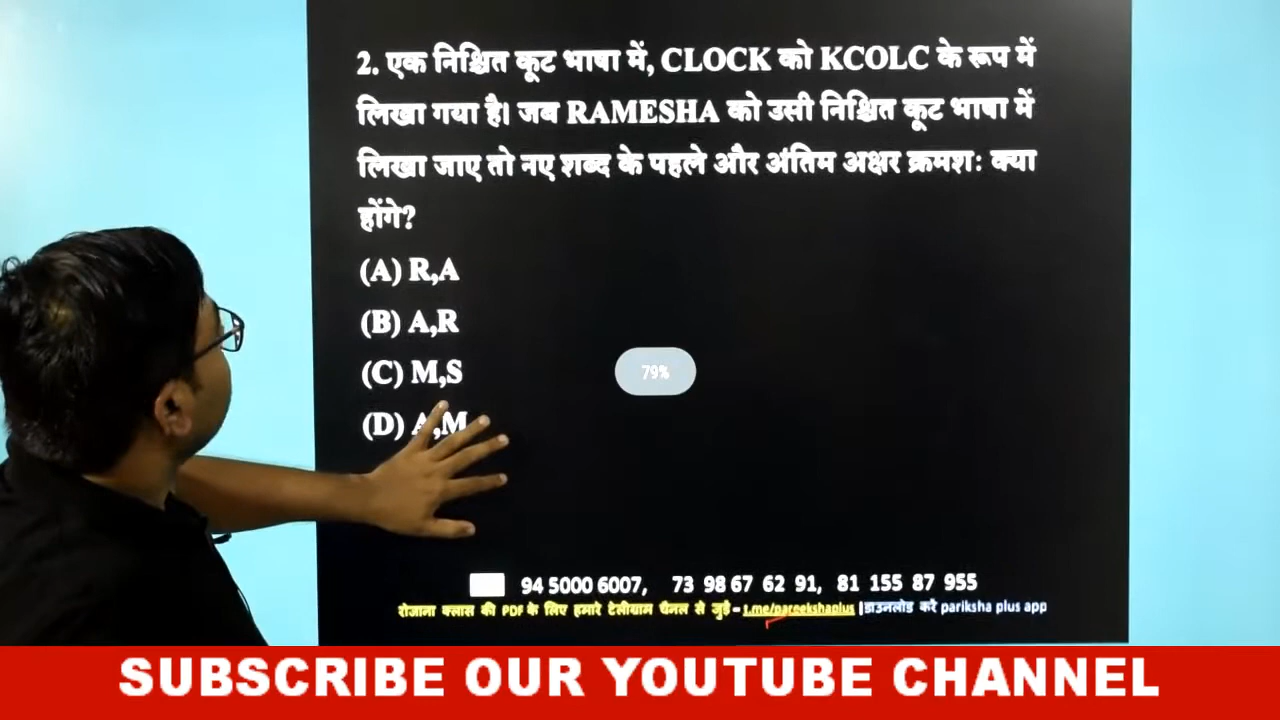 2. एक निश्चित कूट भाषा में, CLOCK को KCOLC के रूप में
लिखा गया है। जब RAMESHA को उसी निश्चित कूट भाषा में
लिखा जाए तो नए शब्द के पहले और अंतिम अक्षर क्रमशः क्या
होंगे?
(A) R,A
(B) A,R
(C) M,S
(D) A,M
79%
94 5000 6007, 73 98 67 62 91, 81 155 87 955
रोजाना क्लास की PDF के लिए हमारे टेलीग्राम चैनल से जुड़ें – t.me/pareekshaplus |डाउनलोड करें pariksha plus app
SUBSCRIBE OUR YOUTUBE CHANNEL